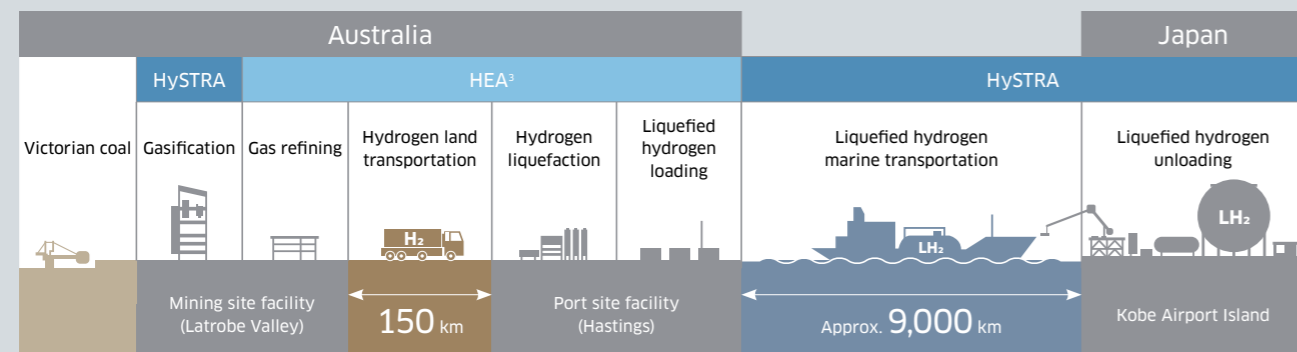 Australia
Japan
HySTRA
HEA³
HySTRA
Victorian coal
Gasification
Gas refining
Hydrogen land
transportation
Hydrogen
liquefaction
Liquefied
hydrogen
loading
Liquefied hydrogen
marine transportation
Liquefied hydrogen
unloading
H₂
LH₂
LH₂
Mining site facility
(Latrobe Valley)
150 km
Port site facility
(Hastings)
Approx. 9,000 km
Kobe Airport Island